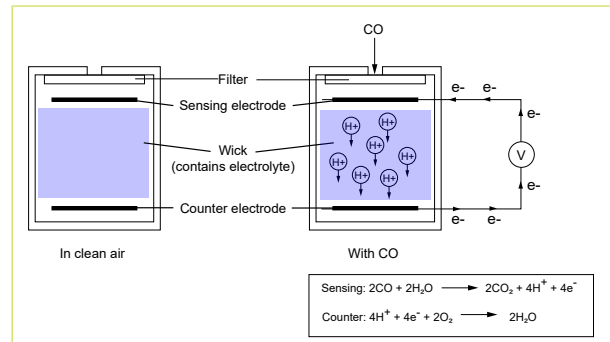 CO
Filter
Sensing electrode
Wick
(contains electrolyte)
Counter electrode
In clean air
With CO
H+
H+
H+
H+
H+
H+
H+
H+
e-
e-
e-
e-
e-
e-
V
Sensing: 2CO + 2H₂O ⟶ 2CO₂ + 4H⁺ + 4e⁻
Counter: 4H⁺ + 4e⁻ + 2O₂ ⟶ 2H₂O